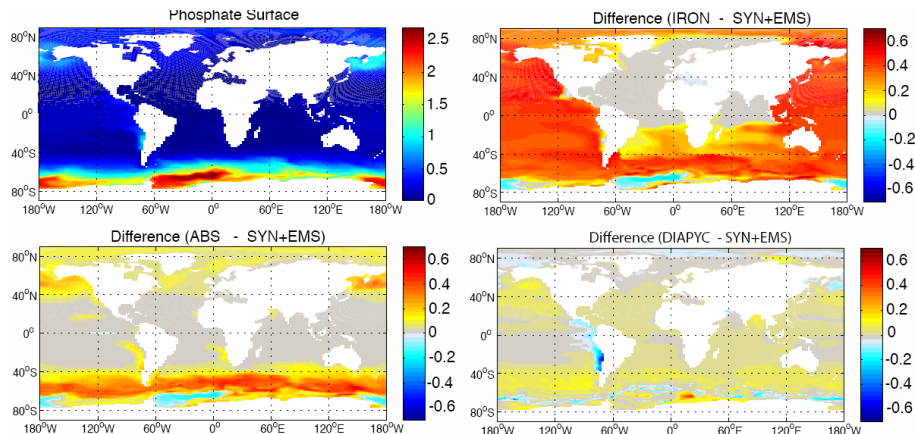 Phosphate Surface
80°N
40°N
0°
40°S
80°S
180°W 120°W 60°W 0° 60°E 120°E 180°W
2.5
2
1.5
1
0.5
0
Difference (IRON - SYN+EMS)
80°N
40°N
0°
40°S
80°S
180°W 120°W 60°W 0° 60°E 120°E 180°W
0.6
0.4
0.2
0
-0.2
-0.4
-0.6
Difference (ABS - SYN+EMS)
80°N
40°N
0°
40°S
80°S
180°W 120°W 60°W 0° 60°E 120°E 180°W
0.6
0.4
0.2
0
-0.2
-0.4
-0.6
Difference (DIAPYC - SYN+EMS)
80°N
40°N
0°
40°S
80°S
180°W 120°W 60°W 0° 60°E 120°E 180°W
0.6
0.4
0.2
0
-0.2
-0.4
-0.6